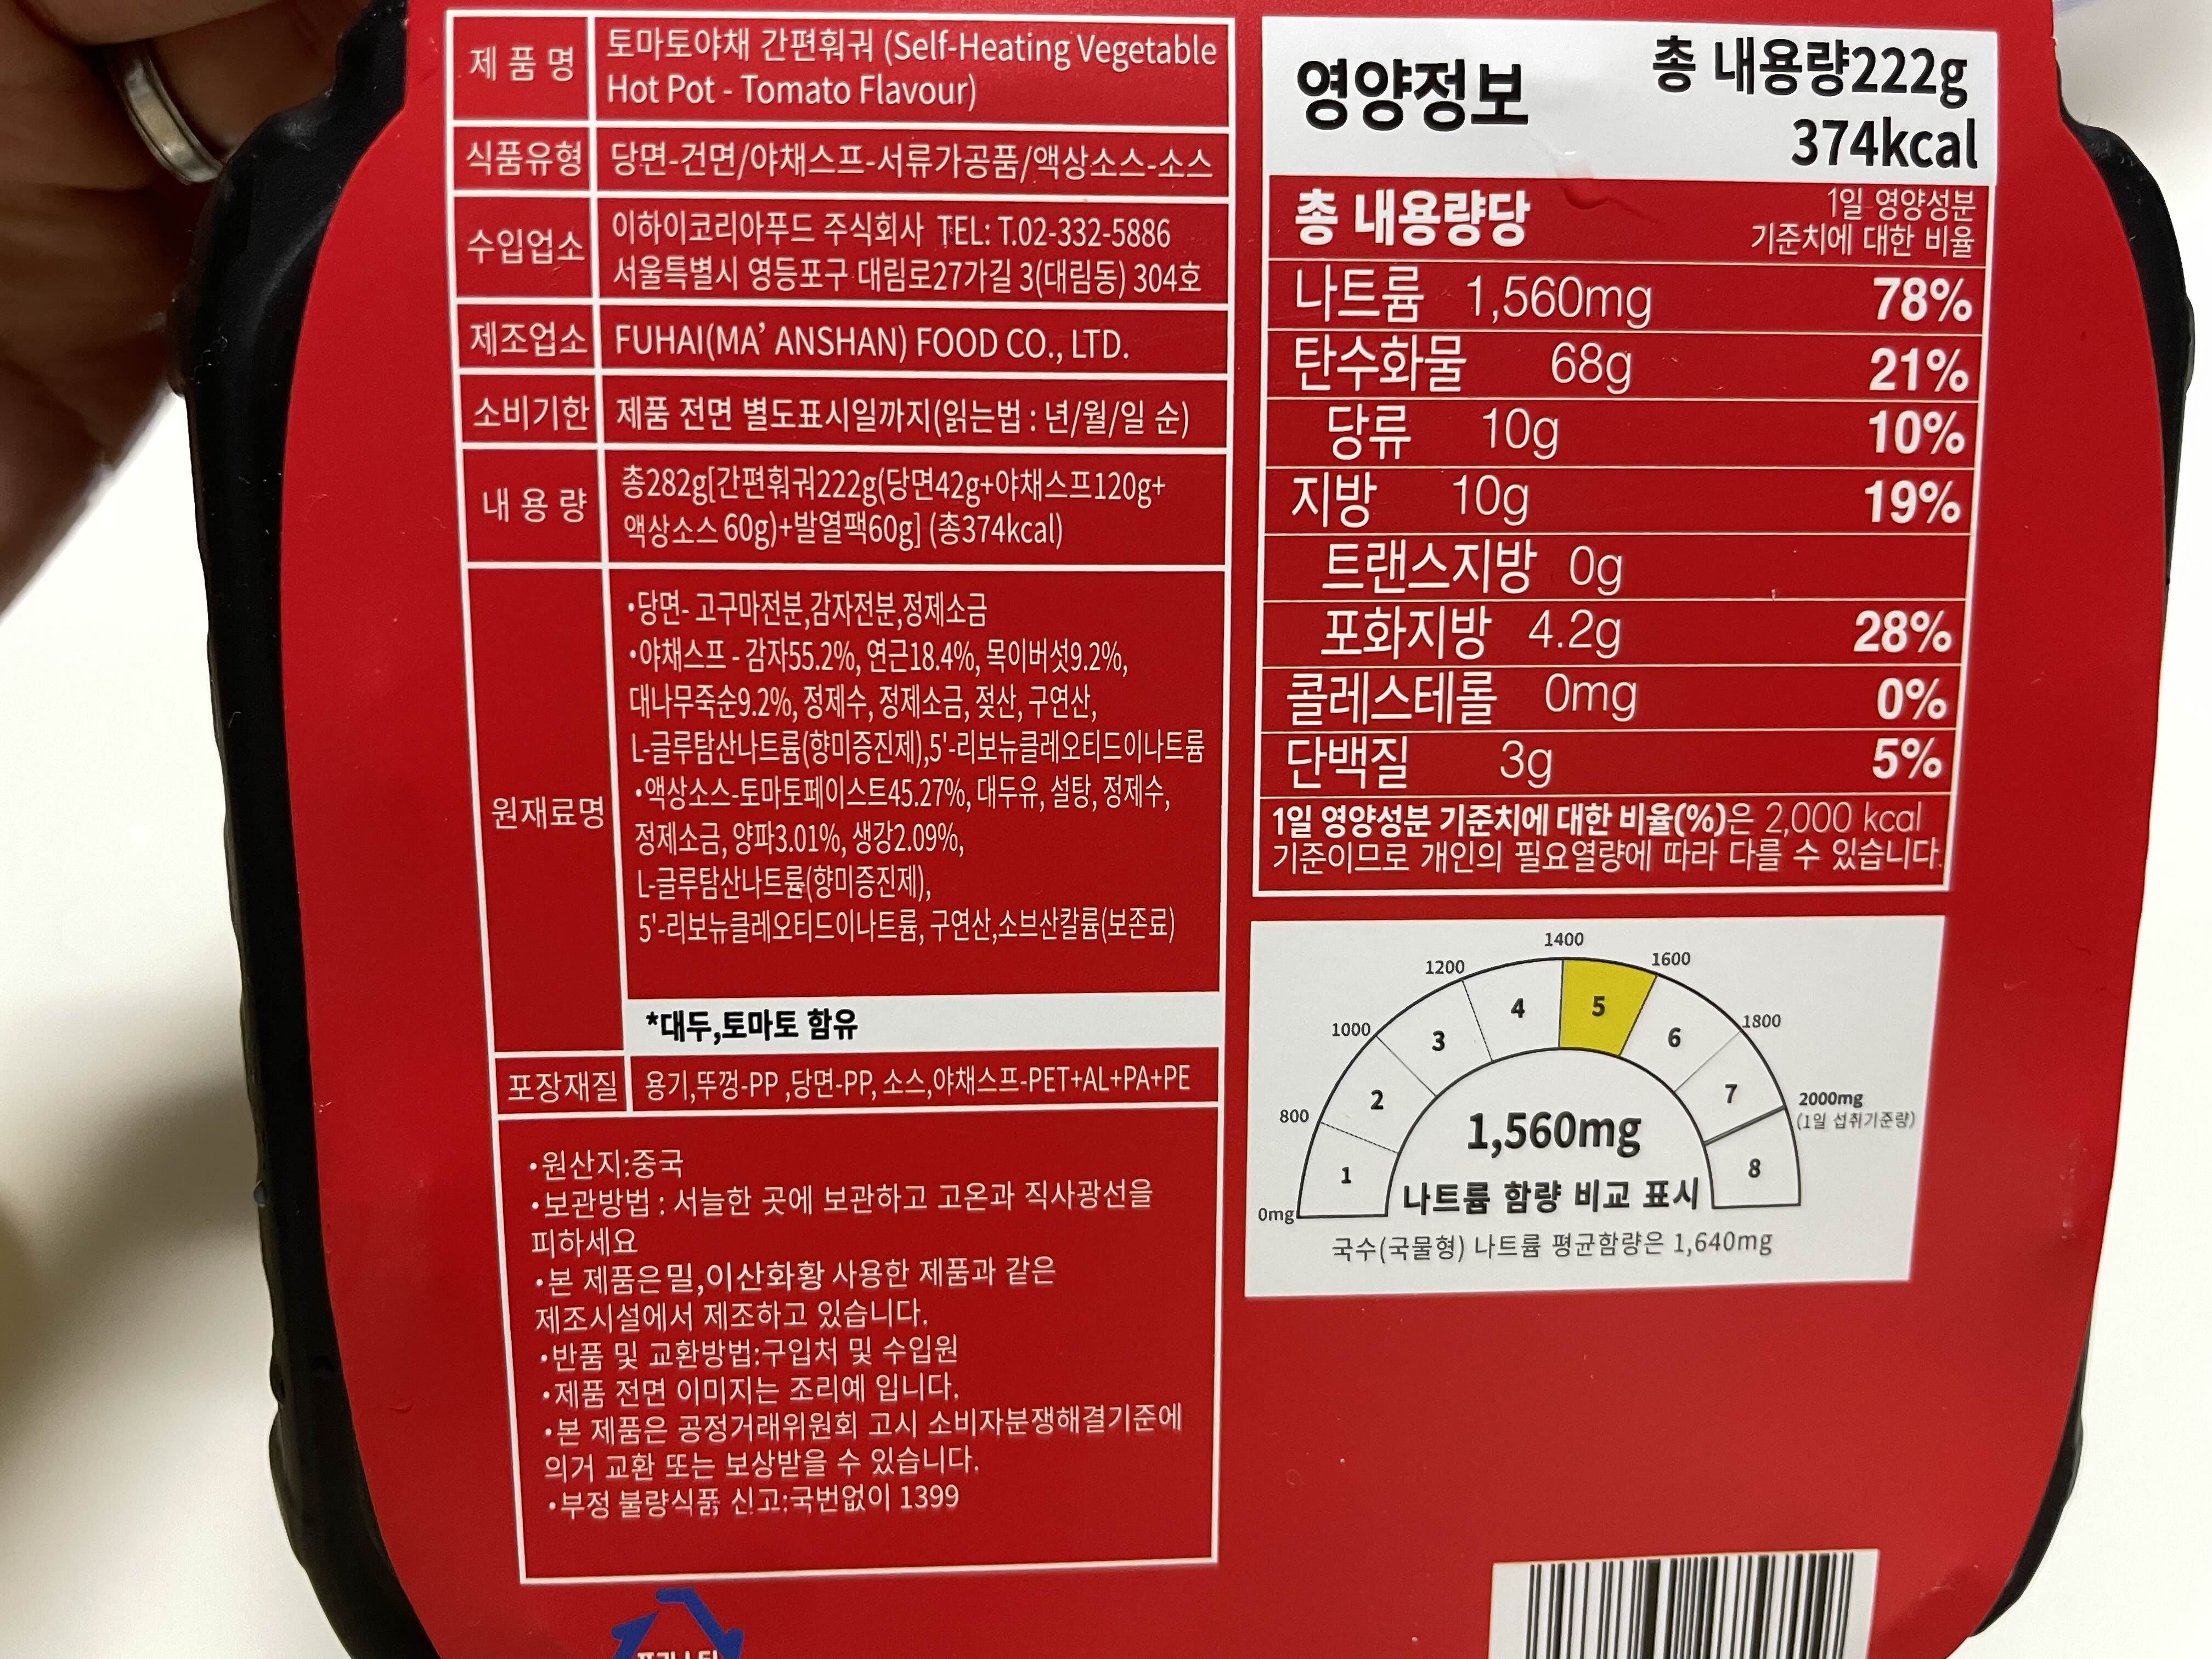 제 품 명
토마토야채 간편훠궈 (Self-Heating Vegetable
Hot Pot - Tomato Flavour)
식품유형
당면-건면/야채스프-서류가공품/액상소스-소스
수입업소
이하이코리아푸드 주식회사 TEL: T.02-332-5886
서울특별시 영등포구 대림로27가길 3(대림동) 304호
제조업소
FUHAI(MA’ ANSHAN) FOOD CO., LTD.
소비기한
제품 전면 별도표시일까지(읽는법 : 년/월/일 순)
내 용 량
총282g[간편훠궈222g(당면42g+야채스프120g+
액상소스 60g)+발열팩60g] (총374kcal)
원재료명
•당면- 고구마전분,감자전분,정제소금
•야채스프 - 감자55.2%, 연근18.4%, 목이버섯9.2%,
대나무죽순9.2%, 정제수, 정제소금, 젖산, 구연산,
L-글루탐산나트륨(향미증진제),5'-리보뉴클레오티드이나트륨
•액상소스-토마토페이스트45.27%, 대두유, 설탕, 정제수,
정제소금, 양파3.01%, 생강2.09%,
L-글루탐산나트륨(향미증진제),
5'-리보뉴클레오티드이나트륨, 구연산,소브산칼륨(보존료)
*대두,토마토 함유
포장재질
용기,뚜껑-PP ,당면-PP, 소스,야채스프-PET+AL+PA+PE
•원산지:중국
•보관방법 : 서늘한 곳에 보관하고 고온과 직사광선을
피하세요
•본 제품은밀,이산화황 사용한 제품과 같은
제조시설에서 제조하고 있습니다.
•반품 및 교환방법:구입처 및 수입원
•제품 전면 이미지는 조리예 입니다.
•본 제품은 공정거래위원회 고시 소비자분쟁해결기준에
의거 교환 또는 보상받을 수 있습니다.
•부정 불량식품 신고:국번없이 1399
영양정보
총 내용량222g
374kcal
총 내용량당
1일 영양성분
기준치에 대한 비율
나트륨 1,560mg 78%
탄수화물 68g 21%
당류 10g 10%
지방 10g 19%
트랜스지방 0g
포화지방 4.2g 28%
콜레스테롤 0mg 0%
단백질 3g 5%
1일 영양성분 기준치에 대한 비율(%)은 2,000 kcal
기준이므로 개인의 필요열량에 따라 다를 수 있습니다.
0mg
800
1000
1200
1400
1600
1800
2000mg
(1일 섭취기준량)
1
2
3
4
5
6
7
8
1,560mg
나트륨 함량 비교 표시
국수(국물형) 나트륨 평균함량은 1,640mg